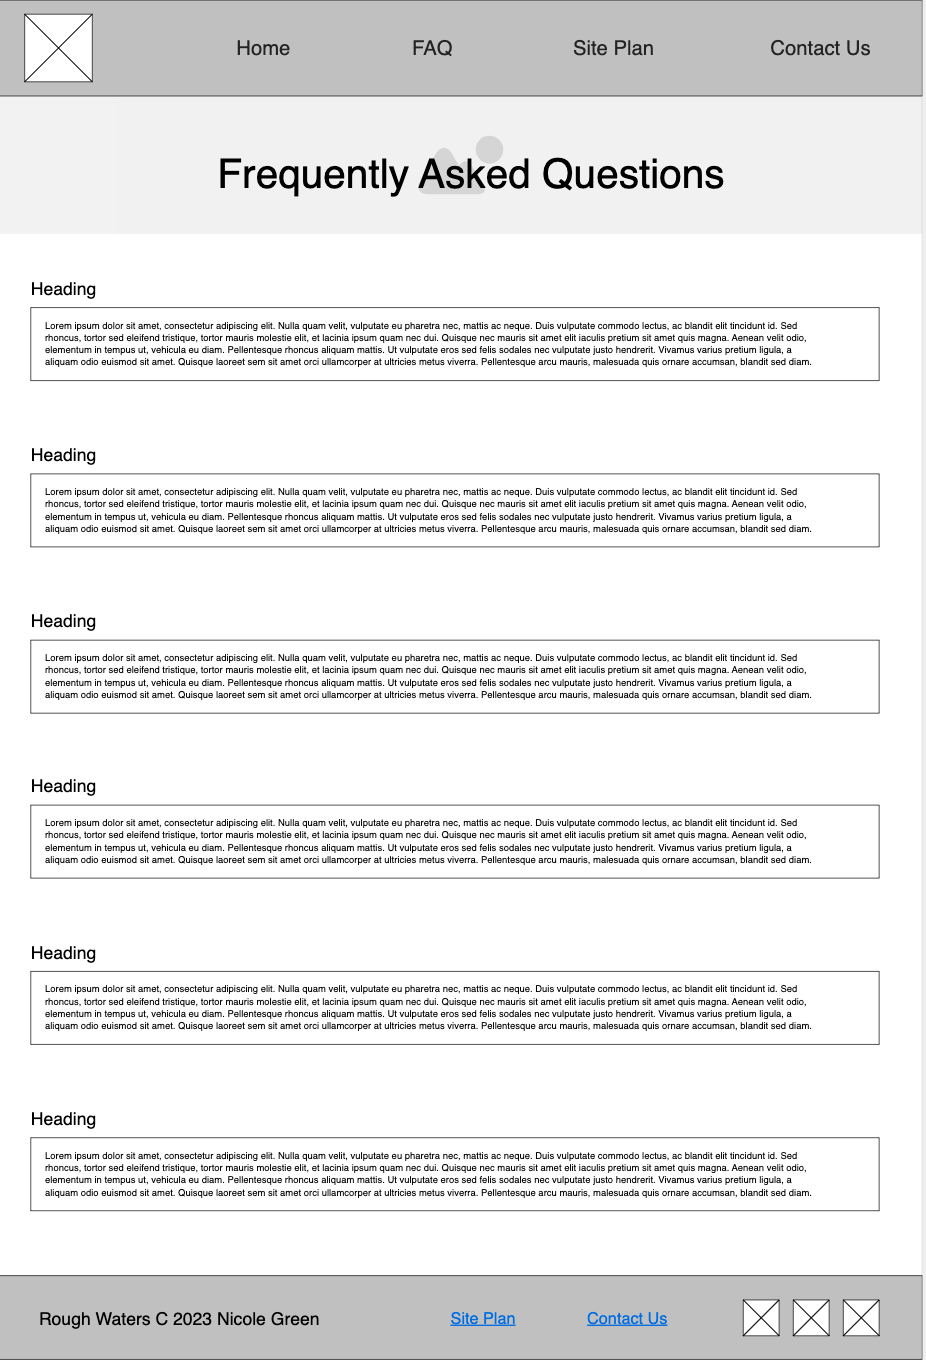 Home FAQ Site Plan Contact Us
Frequently Asked Questions
Heading
Lorem ipsum dolor sit amet, consectetur adipiscing elit. Nulla quam velit, vulputate eu pharetra nec, mattis ac neque. Duis vulputate commodo lectus, ac blandit elit tincidunt id. Sed
rhoncus, tortor sed eleifend tristique, tortor mauris molestie elit, et lacinia ipsum quam nec dui. Quisque nec mauris sit amet elit iaculis pretium sit amet quis magna. Aenean velit odio,
elementum in tempus ut, vehicula eu diam. Pellentesque rhoncus aliquam mattis. Ut vulputate eros sed felis sodales nec vulputate justo hendrerit. Vivamus varius pretium ligula, a
aliquam odio euismod sit amet. Quisque laoreet sem sit amet orci ullamcorper at ultricies metus viverra. Pellentesque arcu mauris, malesuada quis ornare accumsan, blandit sed diam.
Heading
Lorem ipsum dolor sit amet, consectetur adipiscing elit. Nulla quam velit, vulputate eu pharetra nec, mattis ac neque. Duis vulputate commodo lectus, ac blandit elit tincidunt id. Sed
rhoncus, tortor sed eleifend tristique, tortor mauris molestie elit, et lacinia ipsum quam nec dui. Quisque nec mauris sit amet elit iaculis pretium sit amet quis magna. Aenean velit odio,
elementum in tempus ut, vehicula eu diam. Pellentesque rhoncus aliquam mattis. Ut vulputate eros sed felis sodales nec vulputate justo hendrerit. Vivamus varius pretium ligula, a
aliquam odio euismod sit amet. Quisque laoreet sem sit amet orci ullamcorper at ultricies metus viverra. Pellentesque arcu mauris, malesuada quis ornare accumsan, blandit sed diam.
Heading
Lorem ipsum dolor sit amet, consectetur adipiscing elit. Nulla quam velit, vulputate eu pharetra nec, mattis ac neque. Duis vulputate commodo lectus, ac blandit elit tincidunt id. Sed
rhoncus, tortor sed eleifend tristique, tortor mauris molestie elit, et lacinia ipsum quam nec dui. Quisque nec mauris sit amet elit iaculis pretium sit amet quis magna. Aenean velit odio,
elementum in tempus ut, vehicula eu diam. Pellentesque rhoncus aliquam mattis. Ut vulputate eros sed felis sodales nec vulputate justo hendrerit. Vivamus varius pretium ligula, a
aliquam odio euismod sit amet. Quisque laoreet sem sit amet orci ullamcorper at ultricies metus viverra. Pellentesque arcu mauris, malesuada quis ornare accumsan, blandit sed diam.
Heading
Lorem ipsum dolor sit amet, consectetur adipiscing elit. Nulla quam velit, vulputate eu pharetra nec, mattis ac neque. Duis vulputate commodo lectus, ac blandit elit tincidunt id. Sed
rhoncus, tortor sed eleifend tristique, tortor mauris molestie elit, et lacinia ipsum quam nec dui. Quisque nec mauris sit amet elit iaculis pretium sit amet quis magna. Aenean velit odio,
elementum in tempus ut, vehicula eu diam. Pellentesque rhoncus aliquam mattis. Ut vulputate eros sed felis sodales nec vulputate justo hendrerit. Vivamus varius pretium ligula, a
aliquam odio euismod sit amet. Quisque laoreet sem sit amet orci ullamcorper at ultricies metus viverra. Pellentesque arcu mauris, malesuada quis ornare accumsan, blandit sed diam.
Heading
Lorem ipsum dolor sit amet, consectetur adipiscing elit. Nulla quam velit, vulputate eu pharetra nec, mattis ac neque. Duis vulputate commodo lectus, ac blandit elit tincidunt id. Sed
rhoncus, tortor sed eleifend tristique, tortor mauris molestie elit, et lacinia ipsum quam nec dui. Quisque nec mauris sit amet elit iaculis pretium sit amet quis magna. Aenean velit odio,
elementum in tempus ut, vehicula eu diam. Pellentesque rhoncus aliquam mattis. Ut vulputate eros sed felis sodales nec vulputate justo hendrerit. Vivamus varius pretium ligula, a
aliquam odio euismod sit amet. Quisque laoreet sem sit amet orci ullamcorper at ultricies metus viverra. Pellentesque arcu mauris, malesuada quis ornare accumsan, blandit sed diam.
Heading
Lorem ipsum dolor sit amet, consectetur adipiscing elit. Nulla quam velit, vulputate eu pharetra nec, mattis ac neque. Duis vulputate commodo lectus, ac blandit elit tincidunt id. Sed
rhoncus, tortor sed eleifend tristique, tortor mauris molestie elit, et lacinia ipsum quam nec dui. Quisque nec mauris sit amet elit iaculis pretium sit amet quis magna. Aenean velit odio,
elementum in tempus ut, vehicula eu diam. Pellentesque rhoncus aliquam mattis. Ut vulputate eros sed felis sodales nec vulputate justo hendrerit. Vivamus varius pretium ligula, a
aliquam odio euismod sit amet. Quisque laoreet sem sit amet orci ullamcorper at ultricies metus viverra. Pellentesque arcu mauris, malesuada quis ornare accumsan, blandit sed diam.
Rough Waters C 2023 Nicole Green Site Plan Contact Us